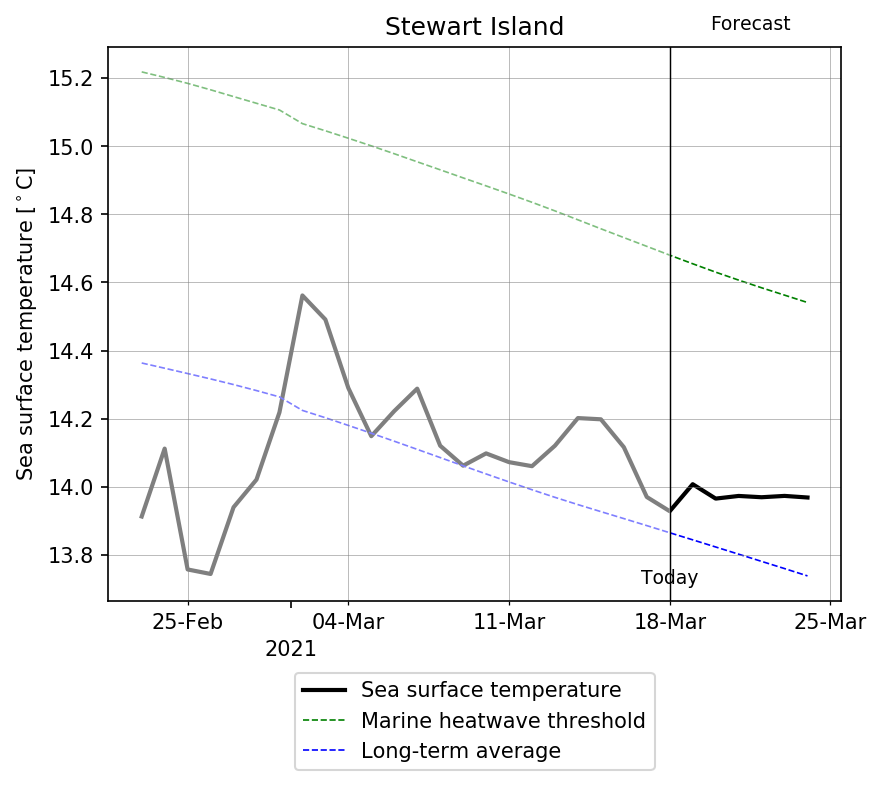 Stewart Island
Forecast
Sea surface temperature [°C]
15.2
15.0
14.8
14.6
14.4
14.2
14.0
13.8
Today
25-Feb
04-Mar
11-Mar
18-Mar
25-Mar
2021
Sea surface temperature
Marine heatwave threshold
Long-term average